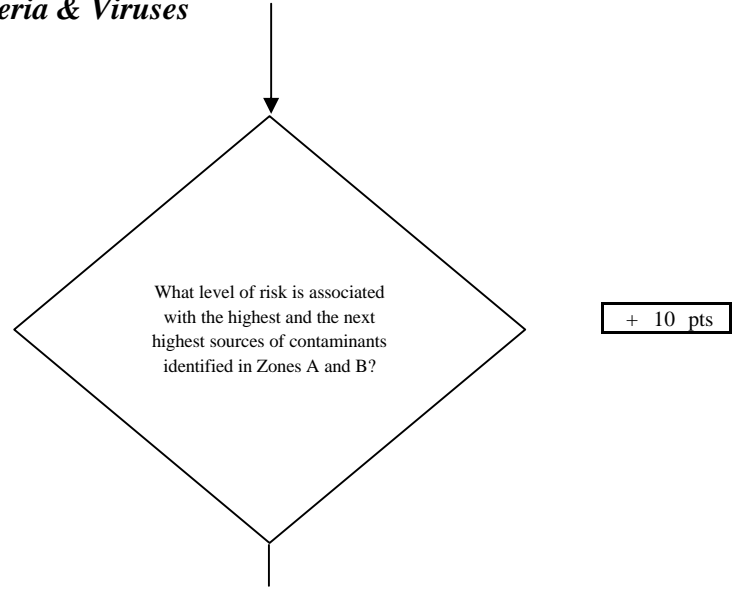 & Viruses
What level of risk is associated
with the highest and the next
highest sources of contaminants
identified in Zones A and B?
+ 10 pts